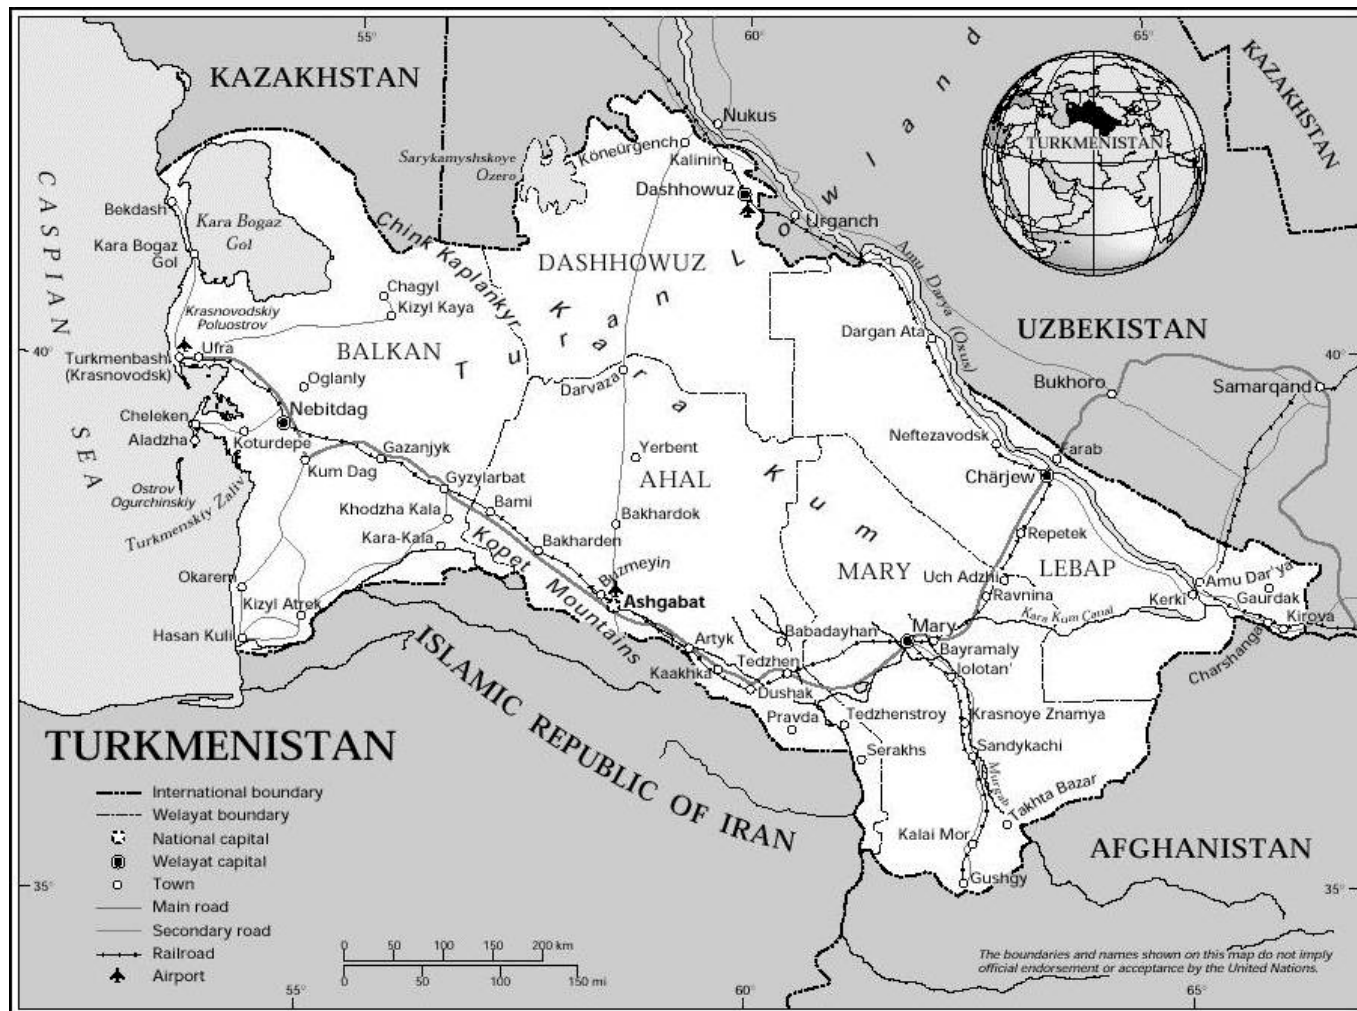 55°
60°
65°
KAZAKHSTAN
KAZAKHSTAN
TURKMENISTAN
Nukus
Sarykamyshskoye
Ozero
Köneürgench
Kalinin
Dashhowuz
Urganch
CASPIAN
SEA
Bekdash
Kara Bogaz
Gol
Kara Bogaz
Gol
Chink Kaplankyr
DASHHOWUZ
Turan Lowland
Kara Kum
Amu Darya (Oxus)
Chagyl
Kizyl Kaya
Krasnovodskiy
Poluostrov
UZBEKISTAN
Dargan Ata
40°
40°
Turkmenbashi
(Krasnovodsk)
Ufra
BALKAN
Oglanly
Darvaza
Bukhoro
Samarqand
Cheleken
Nebitdag
Aladzha
Koturdepe
Kum Dag
Gazanjyk
Yerbent
Neftezavodsk
Farab
Chärjew
Gyzylarbat
AHAL
Ostrov
Ogurchinskiy
Turkmenskiy Zaliv
Khodzha Kala
Bami
Bakhardok
Kara-Kala
Bakharden
Repetek
Kopet Mountains
Buzmeyin
MARY
LEBAP
Okarem
Uch Adzhi
Amu Dar'ya
Kizyl Atrek
Ashgabat
Ravnina
Kerki
Gaurdak
Kara Kum Canal
Kirova
Hasan Kuli
Artyk
Babadayhan
Mary
Bayramaly
Charshanga
Kaakhka
Tedzhen
Iolotan'
Dushak
ISLAMIC REPUBLIC OF IRAN
Pravda
Tedzhenstroy
Krasnoye Znamya
Serakhs
Sandykachi
Murgab
Takhta Bazar
Kalai Mor
AFGHANISTAN
Gushgy
TURKMENISTAN
International boundary
Welayat boundary
National capital
Welayat capital
Town
Main road
Secondary road
Railroad
Airport
35°
35°
0 50 100 150 200 km
0 50 100 150 mi
The boundaries and names shown on this map do not imply
official endorsement or acceptance by the United Nations.
55°
60°
65°